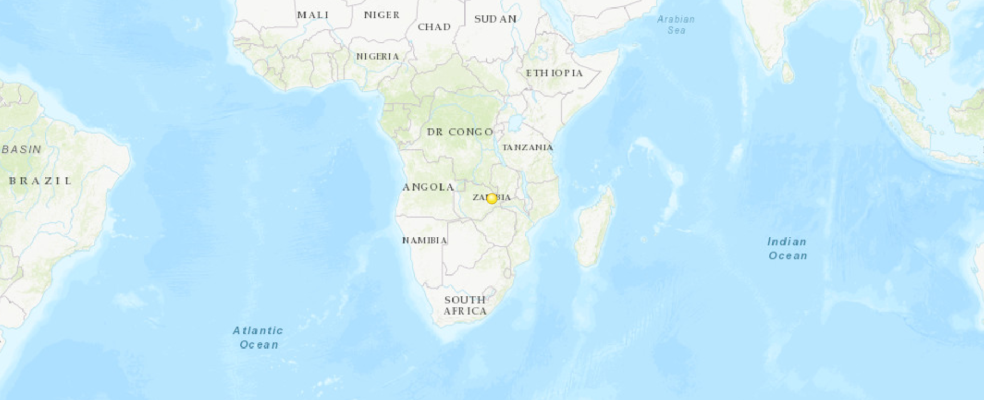 MALI
NIGER
CHAD
SUDAN
Arabian
Sea
NIGERIA
ETHIOPIA
DR CONGO
TANZANIA
BASIN
BRAZIL
ANGOLA
NAMIBIA
Indian
Ocean
SOUTH
AFRICA
Atlantic
Ocean